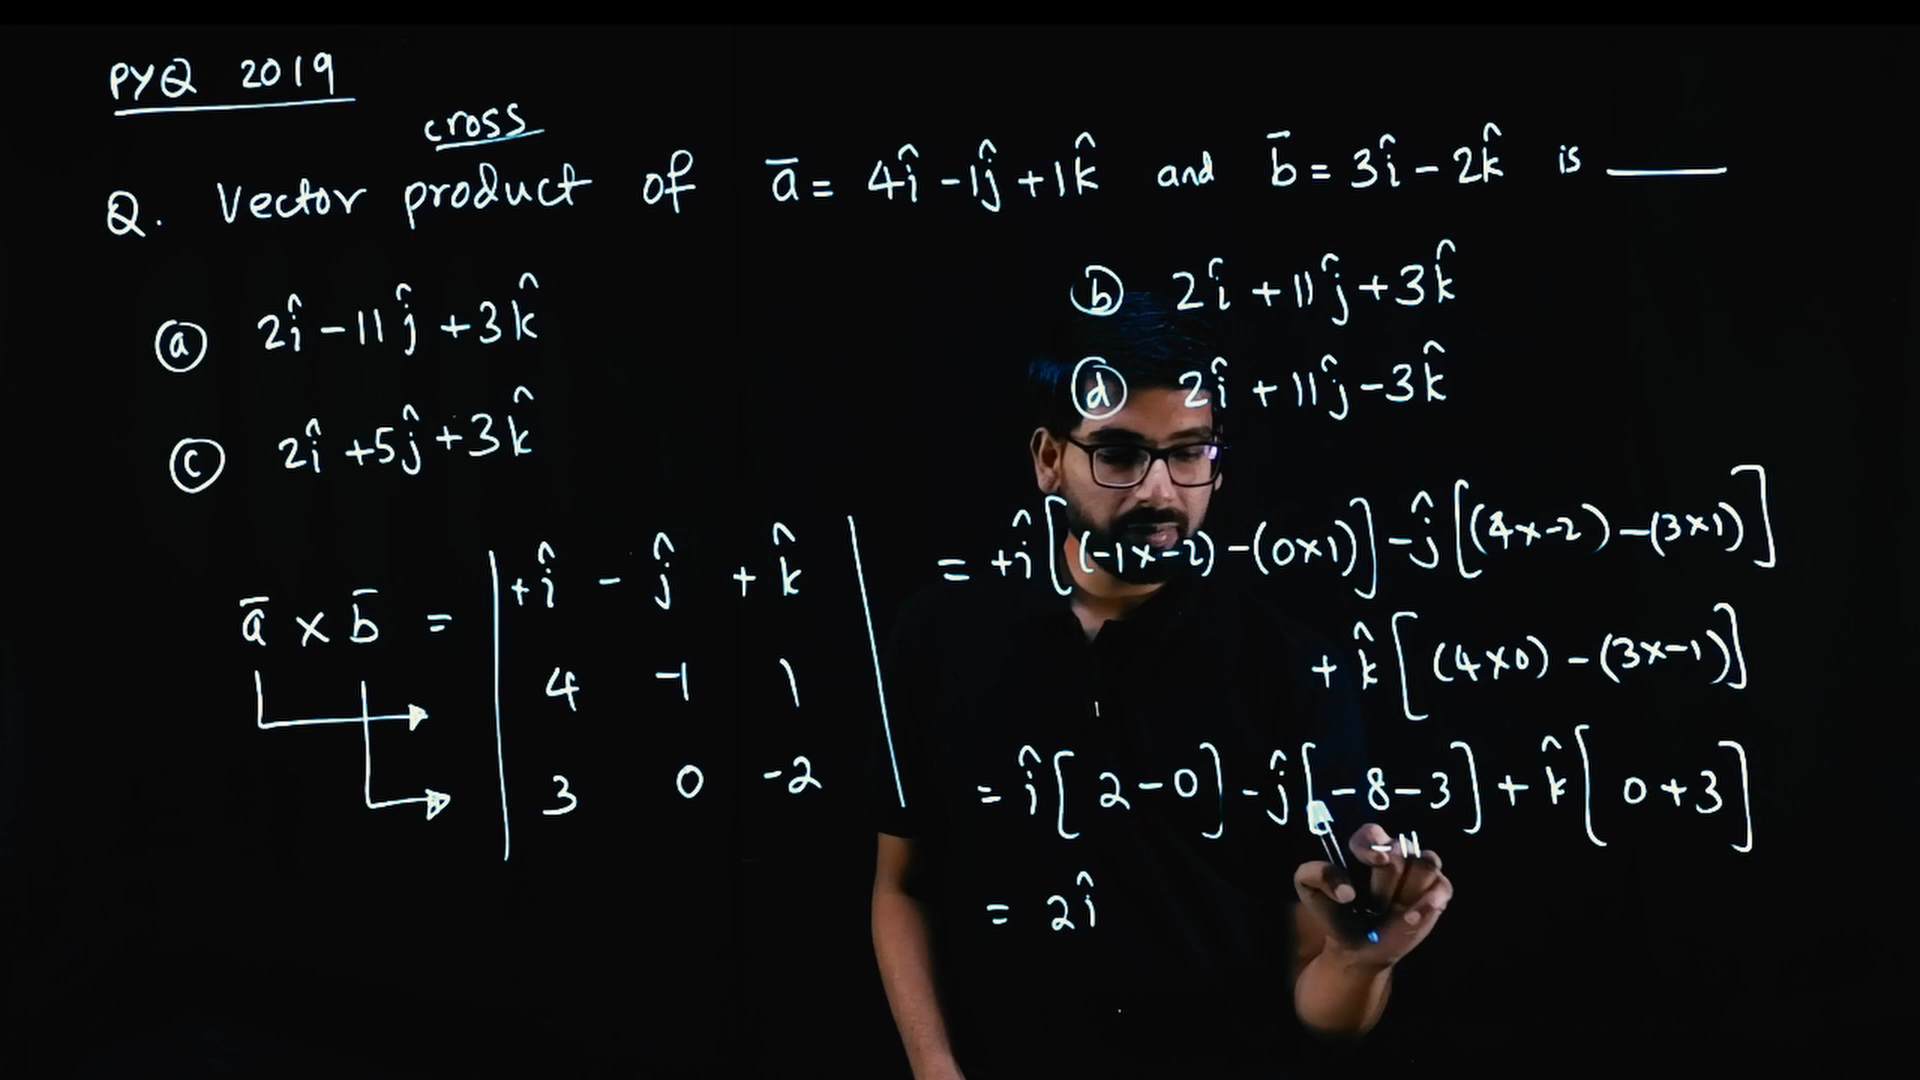 PYQ 2019
cross
Q. Vector product of a̅ = 4î -1ĵ +1k̂ and b̅ = 3î - 2k̂ is ____
(a) 2î -11ĵ +3k̂
(b) 2î +11ĵ +3k̂
(c) 2î +5ĵ +3k̂
(d) 2î +11ĵ -3k̂
a̅ × b̅ = | +î - ĵ + k̂ |
4 -1 1
3 0 -2
= +î [(-1×-2) -(0×1)] -ĵ [(4×-2) -(3×1)]
+ k̂ [(4×0) -(3×-1)]
= î [2-0] -ĵ [-8-3] + k̂ [0+3]
-11
= 2î